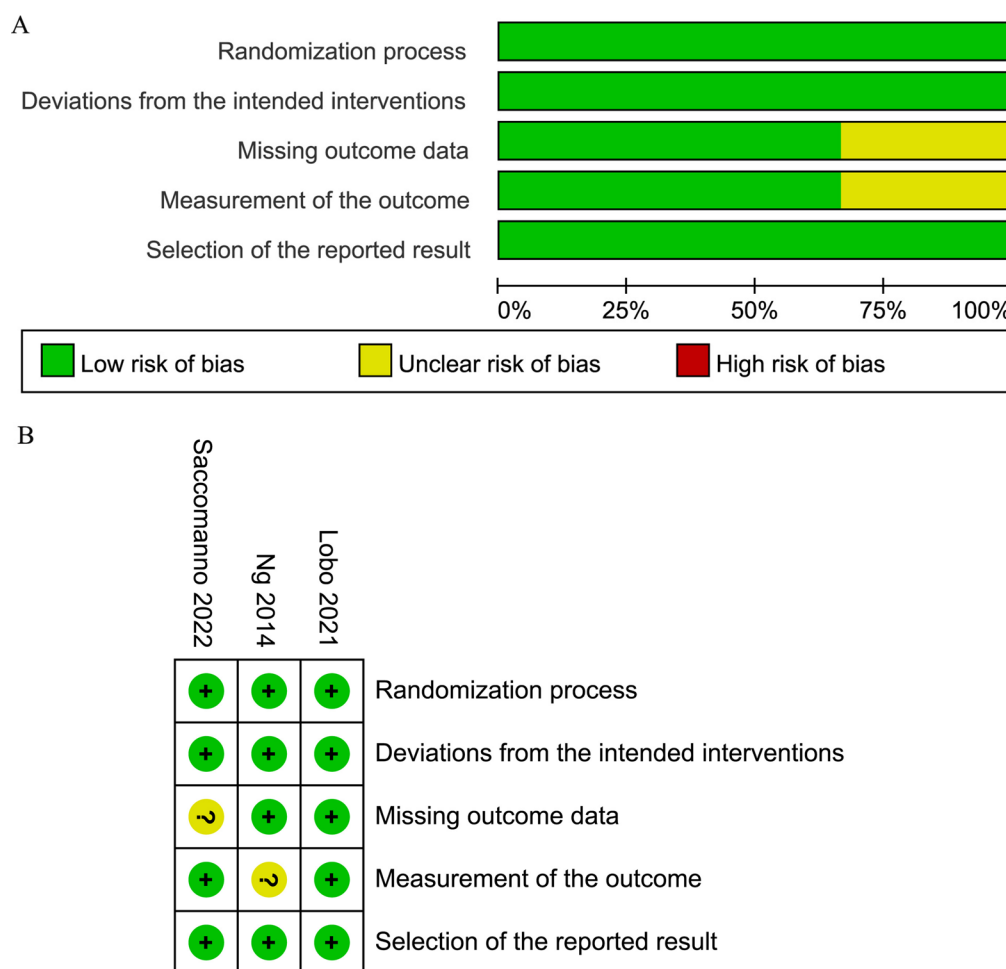 A
Randomization process
Deviations from the intended interventions
Missing outcome data
Measurement of the outcome
Selection of the reported result
0% 25% 50% 75% 100%
Low risk of bias Unclear risk of bias High risk of bias
B
Saccomanno 2022
Ng 2014
Lobo 2021
+ + + Randomization process
+ + + Deviations from the intended interventions
? + + Missing outcome data
+ ? + Measurement of the outcome
+ + + Selection of the reported result